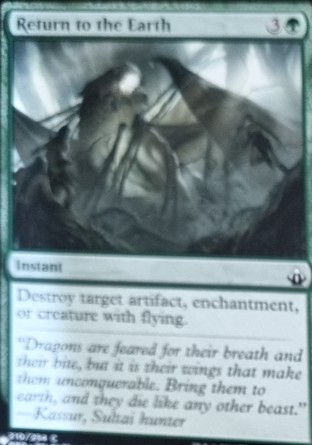 Return to the Earth 3
Instant
Destroy target artifact, enchantment,
or creature with flying.
"Dragons are feared for their breath and
their bite, but it is their wings that make
them unconquerable. Bring them to
earth, and they die like any other beast."
—Kassur, Sultai hunter
C